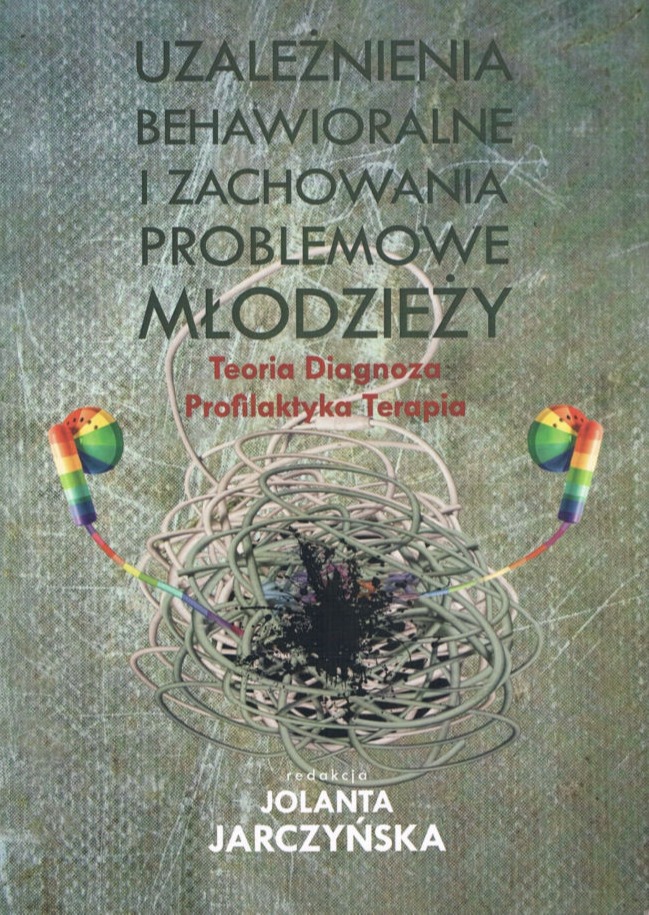 UZALEŻNIENIA
BEHAWIORALNE
I ZACHOWANIA
PROBLEMOWE
MŁODZIEŻY
Teoria Diagnoza
Profilaktyka Terapia
redakcja
JOLANTA
JARCZYŃSKA